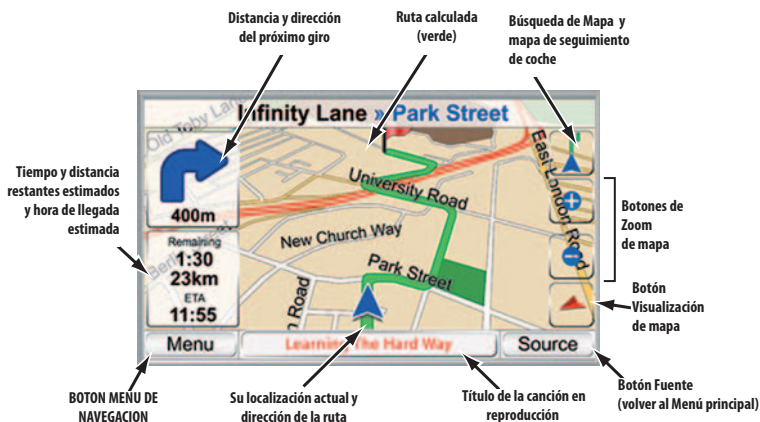 Distancia y dirección
del próximo giro
Ruta calculada
(verde)
Búsqueda de Mapa y
mapa de seguimiento
de coche
Infinity Lane » Park Street
Old Toby Lane
East London Road
University Road
400m
Tiempo y distancia
restantes estimados
y hora de llegada
estimada
Botones de
Zoom
de mapa
New Church Way
Remaining
1:30
23km
ETA
11:55
Park Street
n Road
Botón
Visualización
de mapa
Menu
Learning The Hard Way
Source
BOTON MENU DE
NAVEGACION
Su localización actual y
dirección de la ruta
Título de la canción en
reproducción
Botón Fuente
(volver al Menú principal)